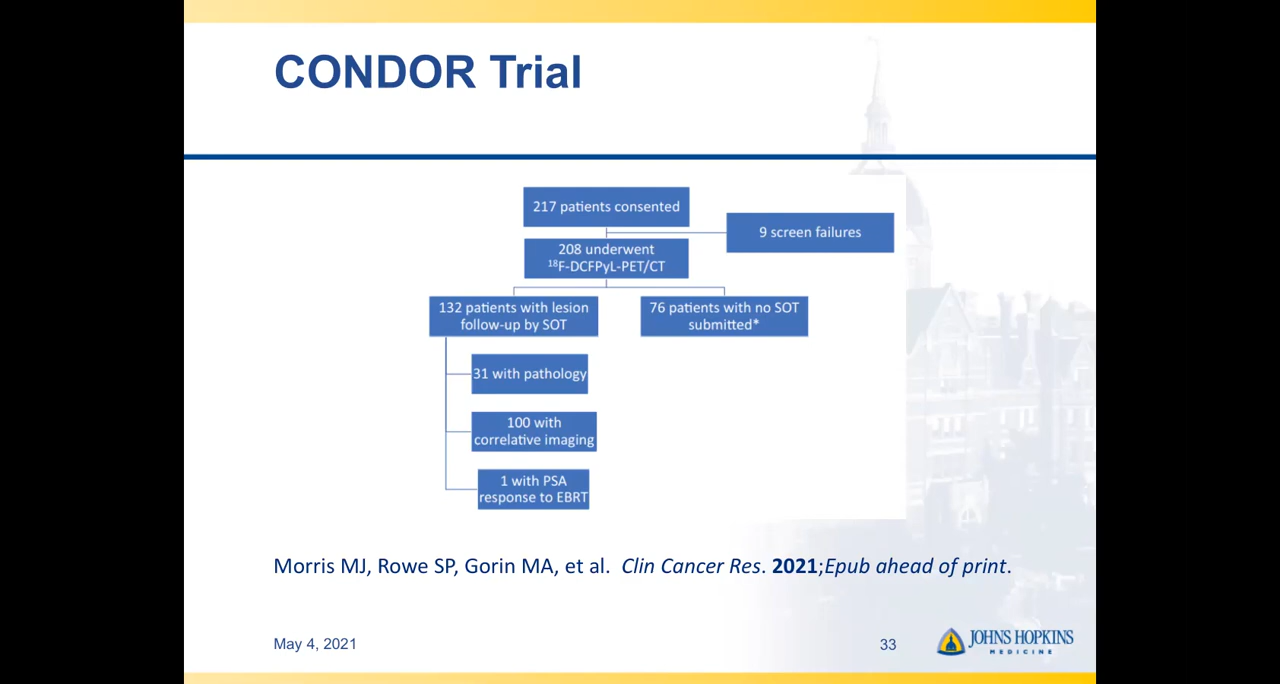 CONDOR Trial
217 patients consented
9 screen failures
208 underwent
¹⁸F-DCFPyL-PET/CT
132 patients with lesion
follow-up by SOT
76 patients with no SOT
submitted*
31 with pathology
100 with
correlative imaging
1 with PSA
response to EBRT
Morris MJ, Rowe SP, Gorin MA, et al. Clin Cancer Res. 2021;Epub ahead of print.
May 4, 2021
33
JOHNS HOPKINS
MEDICINE